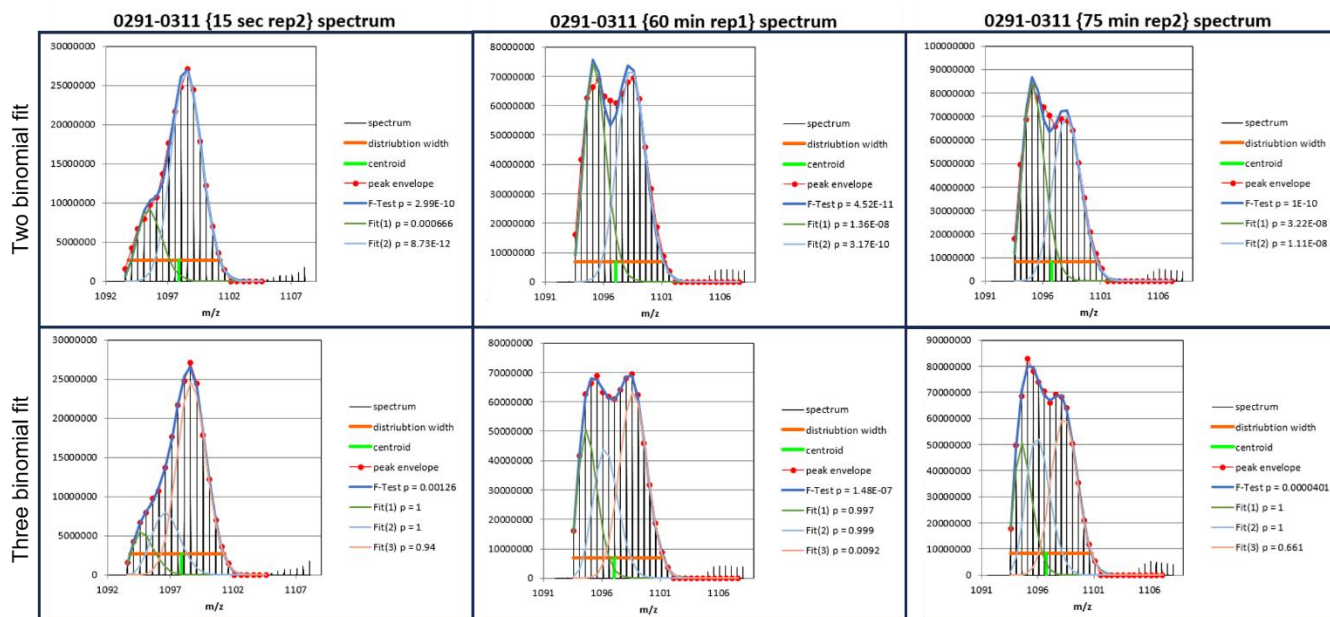 0291-0311 {15 sec rep2} spectrum
0291-0311 {60 min rep1} spectrum
0291-0311 {75 min rep2} spectrum
Two binomial fit
30000000
25000000
20000000
15000000
10000000
5000000
0
1092 1097 1102 1107
m/z
spectrum
distriubtion width
centroid
peak envelope
F-Test p = 2.99E-10
Fit(1) p = 0.000666
Fit(2) p = 8.73E-12
80000000
70000000
60000000
50000000
40000000
30000000
20000000
10000000
0
1091 1096 1101 1106
m/z
spectrum
distriubtion width
centroid
peak envelope
F-Test p = 4.52E-11
Fit(1) p = 1.36E-08
Fit(2) p = 3.17E-10
100000000
90000000
80000000
70000000
60000000
50000000
40000000
30000000
20000000
10000000
0
1091 1096 1101 1106
m/z
spectrum
distriubtion width
centroid
peak envelope
F-Test p = 1E-10
Fit(1) p = 3.22E-08
Fit(2) p = 1.11E-08
Three binomial fit
30000000
25000000
20000000
15000000
10000000
5000000
0
1092 1097 1102 1107
m/z
spectrum
distriubtion width
centroid
peak envelope
F-Test p = 0.00126
Fit(1) p = 1
Fit(2) p = 1
Fit(3) p = 0.94
80000000
70000000
60000000
50000000
40000000
30000000
20000000
10000000
0
1091 1096 1101 1106
m/z
spectrum
distriubtion width
centroid
peak envelope
F-Test p = 1.48E-07
Fit(1) p = 0.997
Fit(2) p = 0.999
Fit(3) p = 0.0092
90000000
80000000
70000000
60000000
50000000
40000000
30000000
20000000
10000000
0
1091 1096 1101 1106
m/z
spectrum
distriubtion width
centroid
peak envelope
F-Test p = 0.0000401
Fit(1) p = 1
Fit(2) p = 1
Fit(3) p = 0.661